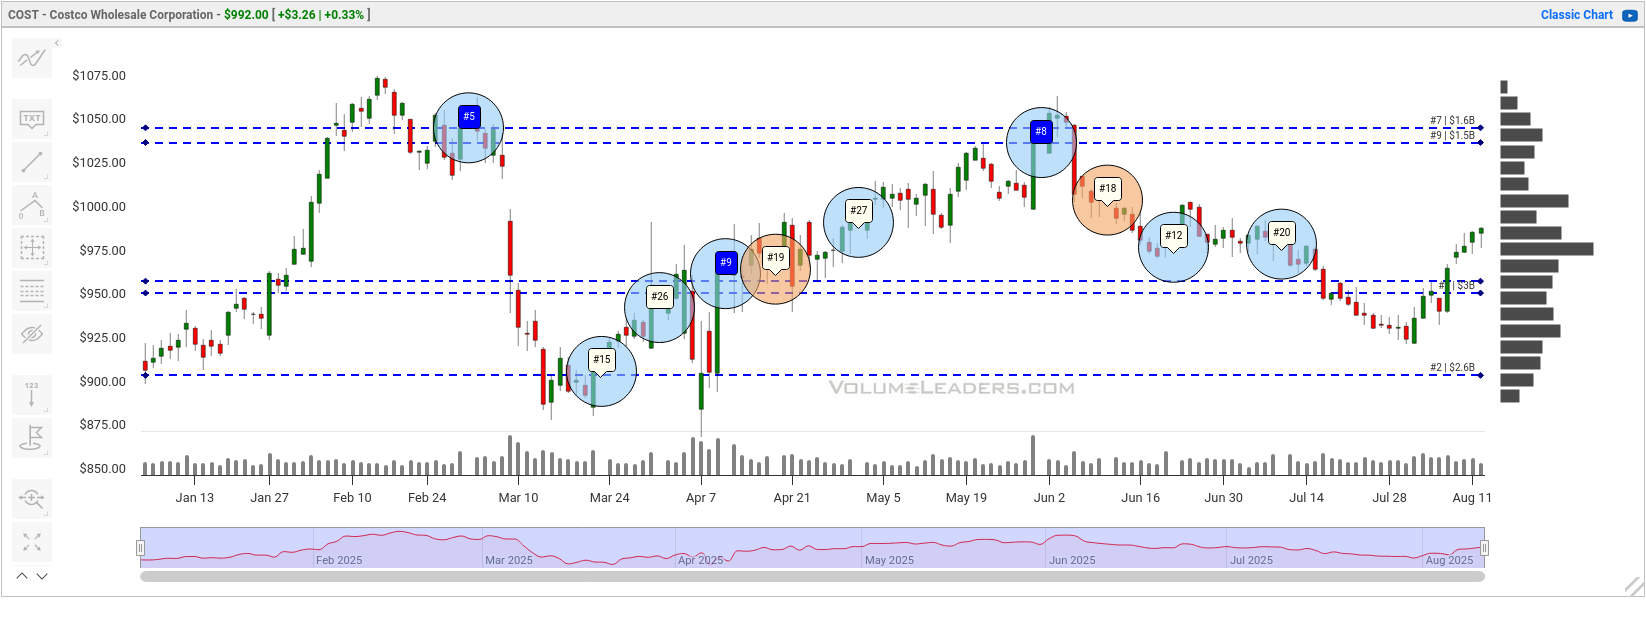 COST - Costco Wholesale Corporation - $992.00 [ +$3.26 | +0.33% ]
Classic Chart
TXT
A
0
B
123
$1075.00
$1050.00
$1025.00
$1000.00
$975.00
$950.00
$925.00
$900.00
$875.00
$850.00
#5
#8
#7 | $1.6B
#9 | $1.5B
#18
#27
#12
#20
#9
#19
#26
| $3B
#15
#2 | $2.6B
VOLUMELEADERS.COM
Jan 13
Jan 27
Feb 10
Feb 24
Mar 10
Mar 24
Apr 7
Apr 21
May 5
May 19
Jun 2
Jun 16
Jun 30
Jul 14
Jul 28
Aug 11
Feb 2025
Mar 2025
Apr 2025
May 2025
Jun 2025
Jul 2025
Aug 2025